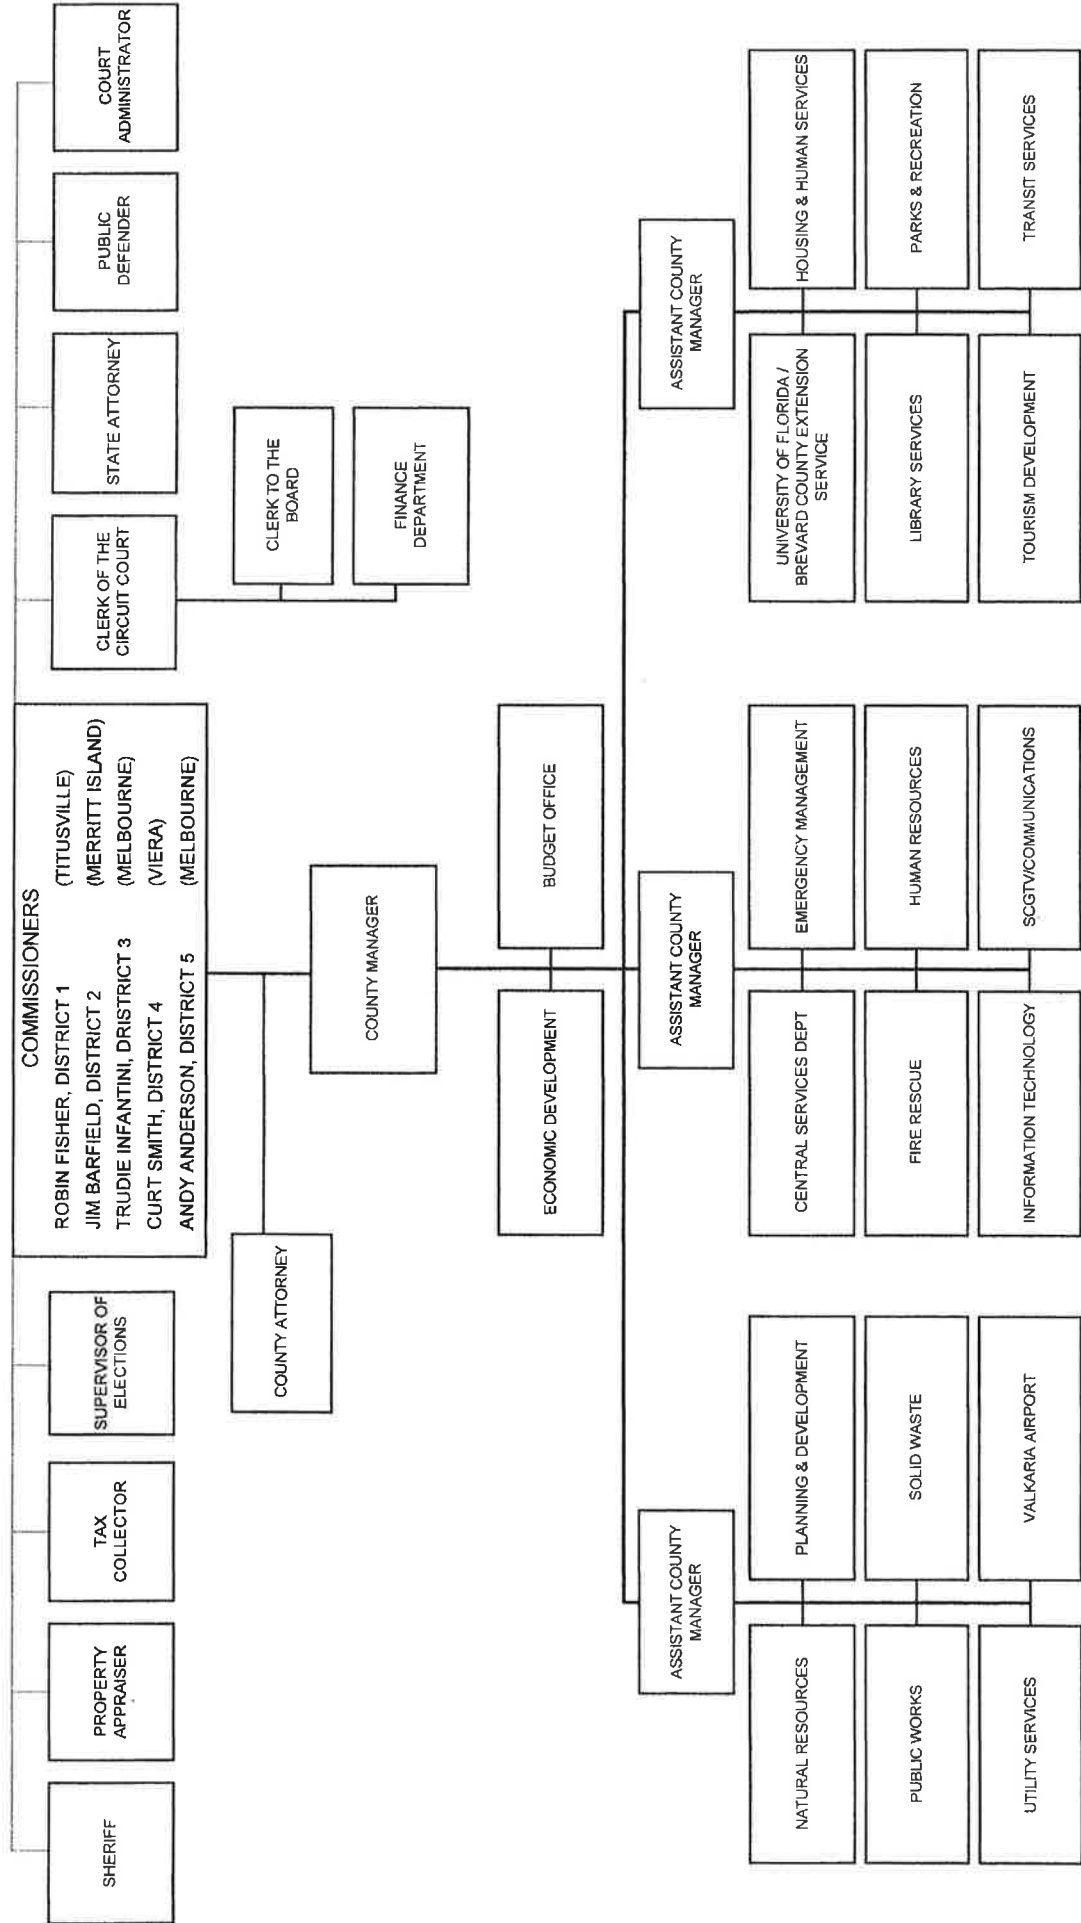 COMMISSIONERS
ROBIN FISHER, DISTRICT 1 (TITUSVILLE)
JIM BARFIELD, DISTRICT 2 (MERRITT ISLAND)
TRUDIE INFANTINI, DRISTRICT 3 (MELBOURNE)
CURT SMITH, DISTRICT 4 (VIERA)
ANDY ANDERSON, DISTRICT 5 (MELBOURNE)
SHERIFF
PROPERTY
APPRAISER
TAX
COLLECTOR
SUPERVISOR OF
ELECTIONS
CLERK OF THE
CIRCUIT COURT
STATE ATTORNEY
PUBLIC
DEFENDER
COURT
ADMINISTRATOR
COUNTY ATTORNEY
CLERK TO THE
BOARD
FINANCE
DEPARTMENT
COUNTY MANAGER
ECONOMIC DEVELOPMENT
BUDGET OFFICE
ASSISTANT COUNTY
MANAGER
NATURAL RESOURCES
PLANNING & DEVELOPMENT
PUBLIC WORKS
SOLID WASTE
UTILITY SERVICES
VALKARIA AIRPORT
ASSISTANT COUNTY
MANAGER
CENTRAL SERVICES DEPT
EMERGENCY MANAGEMENT
FIRE RESCUE
HUMAN RESOURCES
INFORMATION TECHNOLOGY
SCGTV/COMMUNICATIONS
ASSISTANT COUNTY
MANAGER
UNIVERSITY OF FLORIDA /
BREVARD COUNTY EXTENSION
SERVICE
HOUSING & HUMAN SERVICES
LIBRARY SERVICES
PARKS & RECREATION
TOURISM DEVELOPMENT
TRANSIT SERVICES